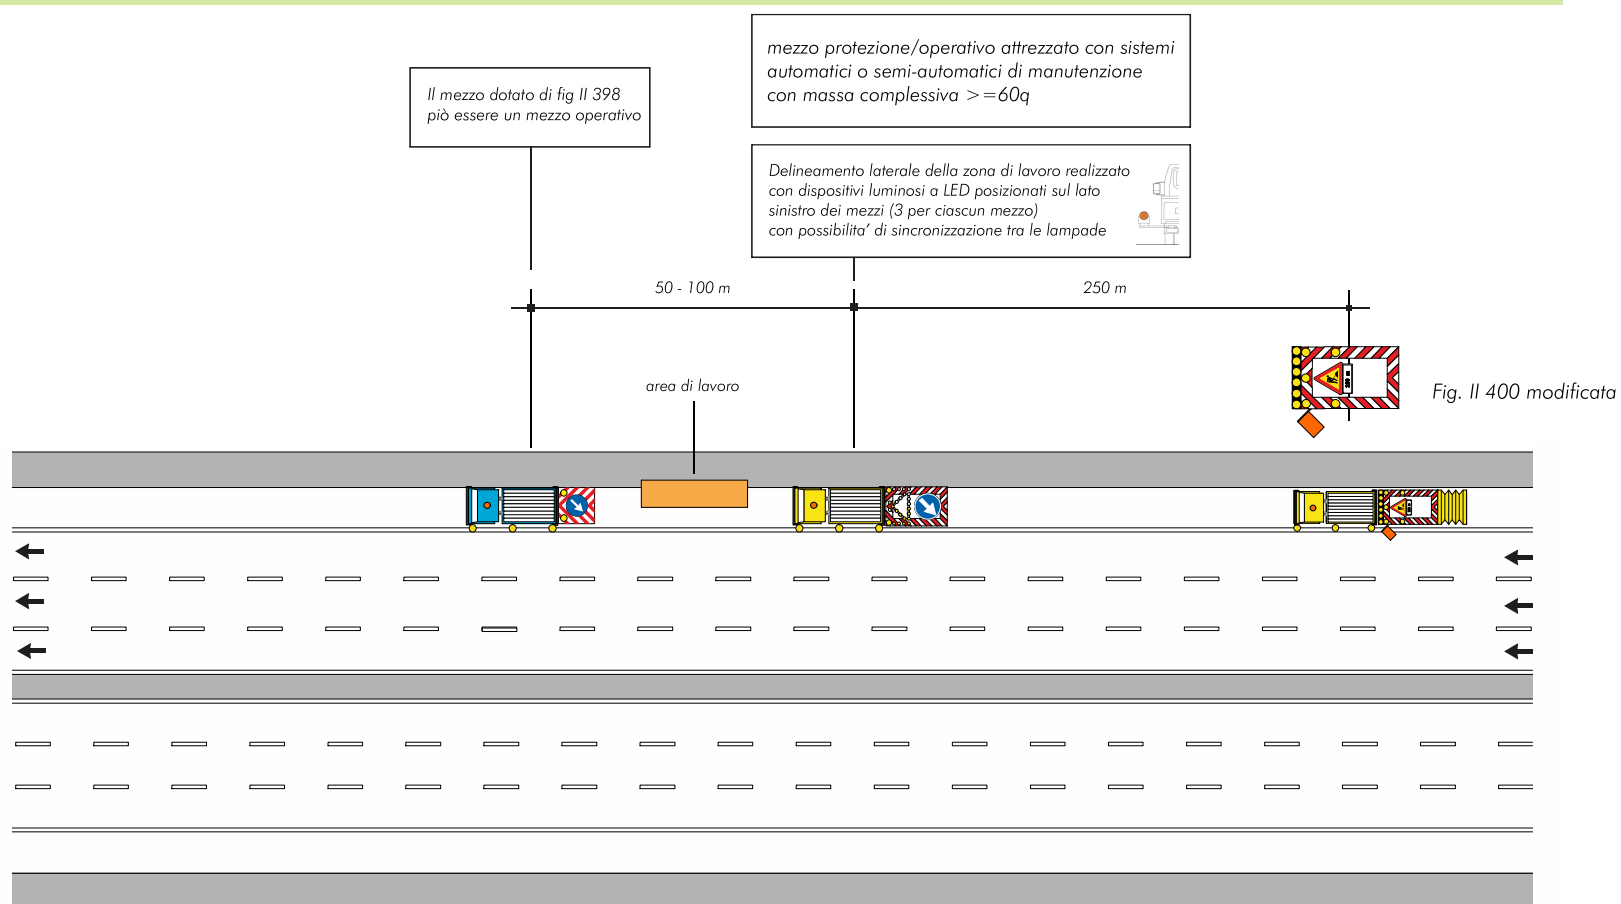 mezzo protezione/operativo attrezzato con sistemi
automatici o semi-automatici di manutenzione
con massa complessiva >=60q
Il mezzo dotato di fig II 398
piò essere un mezzo operativo
Delineamento laterale della zona di lavoro realizzato
con dispositivi luminosi a LED posizionati sul lato
sinistro dei mezzi (3 per ciascun mezzo)
con possibilita' di sincronizzazione tra le lampade
50 - 100 m
250 m
area di lavoro
Fig. II 400 modificata